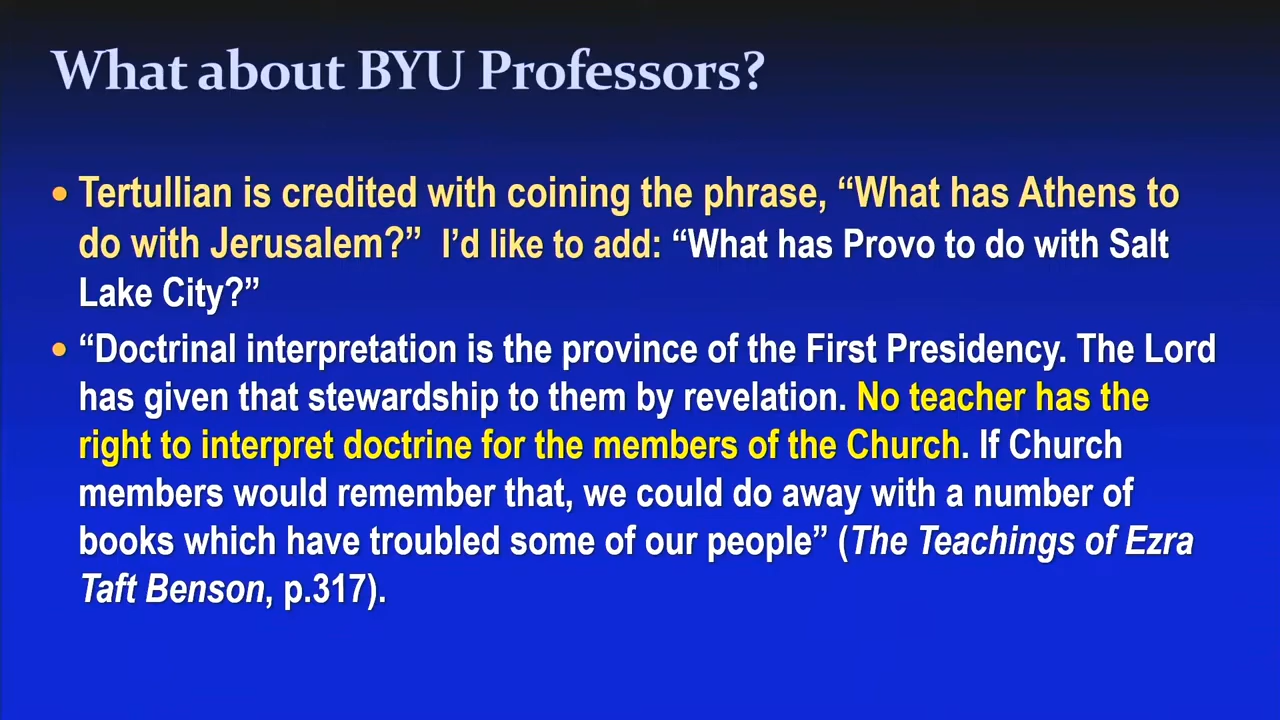 What about BYU Professors?
• Tertullian is credited with coining the phrase, “What has Athens to
do with Jerusalem?”  I’d like to add: “What has Provo to do with Salt
Lake City?”
• “Doctrinal interpretation is the province of the First Presidency. The Lord
has given that stewardship to them by revelation. No teacher has the
right to interpret doctrine for the members of the Church. If Church
members would remember that, we could do away with a number of
books which have troubled some of our people” (The Teachings of Ezra
Taft Benson, p.317).